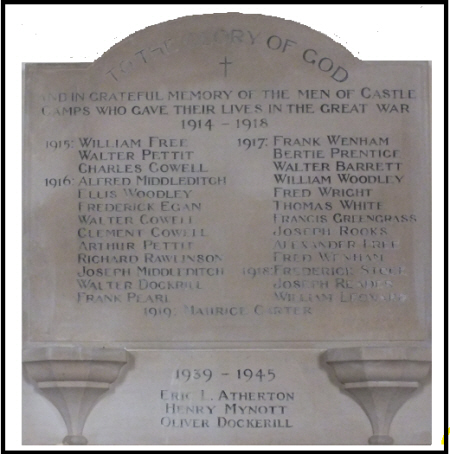 TO THE GLORY OF GOD
AND IN GRATEFUL MEMORY OF THE MEN OF CASTLE
CAMPS WHO GAVE THEIR LIVES IN THE GREAT WAR
1914 – 1918
1915: WILLIAM FREE
WALTER PETTIT
CHARLES COWELL
1916: ALFRED MIDDLEDITCH
ELLIS WOODLEY
FREDERICK EGAN
WALTER COWELL
CLEMENT COWELL
ARTHUR PETTIT
RICHARD RAWLINSON
JOSEPH MIDDLEDITCH
WALTER DOCKRILL
FRANK PEARL
1917: FRANK WENHAM
BERTIE PRENTICE
WALTER BARRETT
WILLIAM WOODLEY
FRED WRIGHT
THOMAS WHITE
FRANCIS GREENGRASS
JOSEPH ROOKS
ALEXANDER FREE
FRED WENHAM
1918: FREDERICK
JOSEPH
WILLIAM
1919: MAURICE CARTER
1939 – 1945
ERIC L. ATHERTON
HENRY MYNOTT
OLIVER DOCKERILL